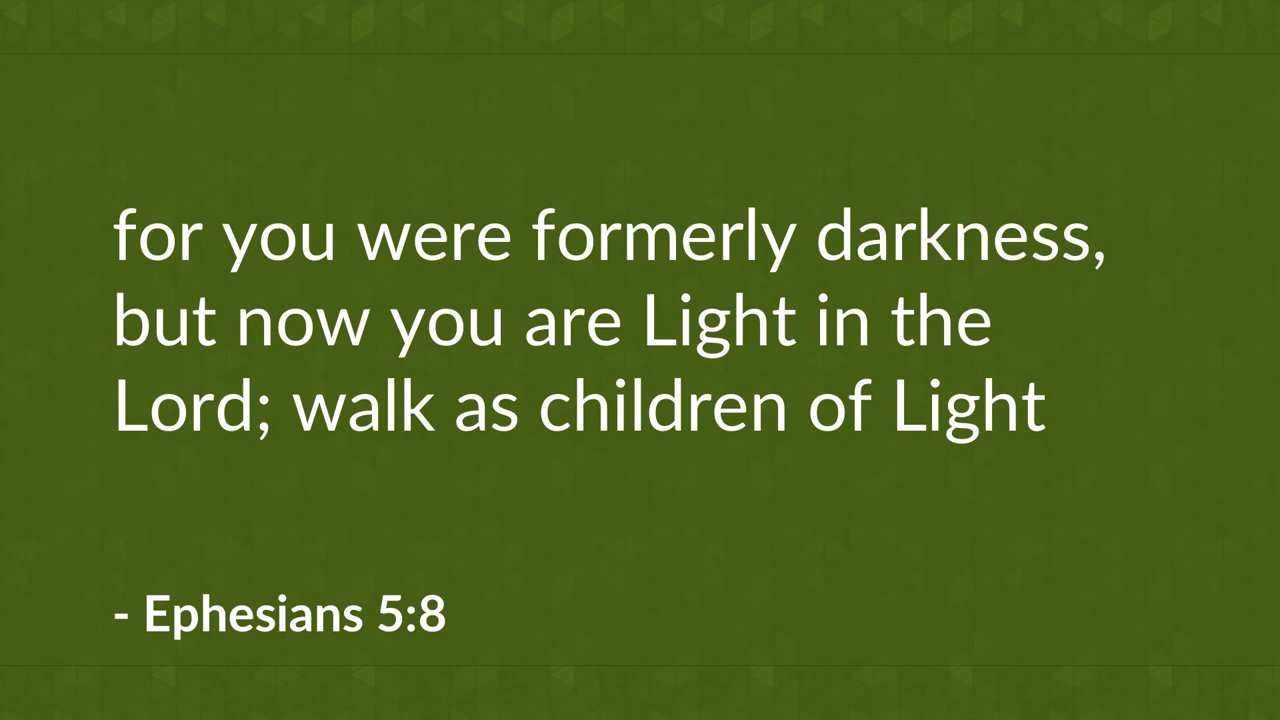 for you were formerly darkness,
but now you are Light in the
Lord; walk as children of Light
- Ephesians 5:8